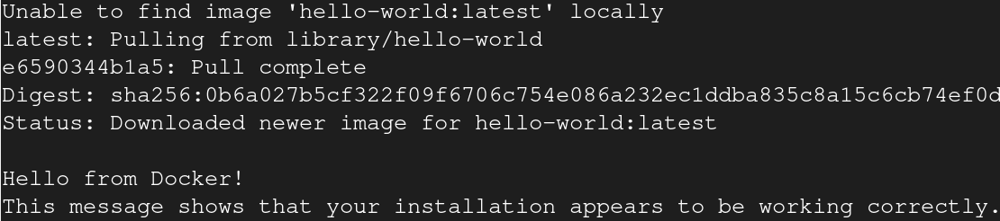 Unable to find image 'hello-world:latest' locally
latest: Pulling from library/hello-world
e6590344b1a5: Pull complete
Digest: sha256:0b6a027b5cf322f09f6706c754e086a232ec1ddba835c8a15c6cb74ef0d
Status: Downloaded newer image for hello-world:latest

Hello from Docker!
This message shows that your installation appears to be working correctly.